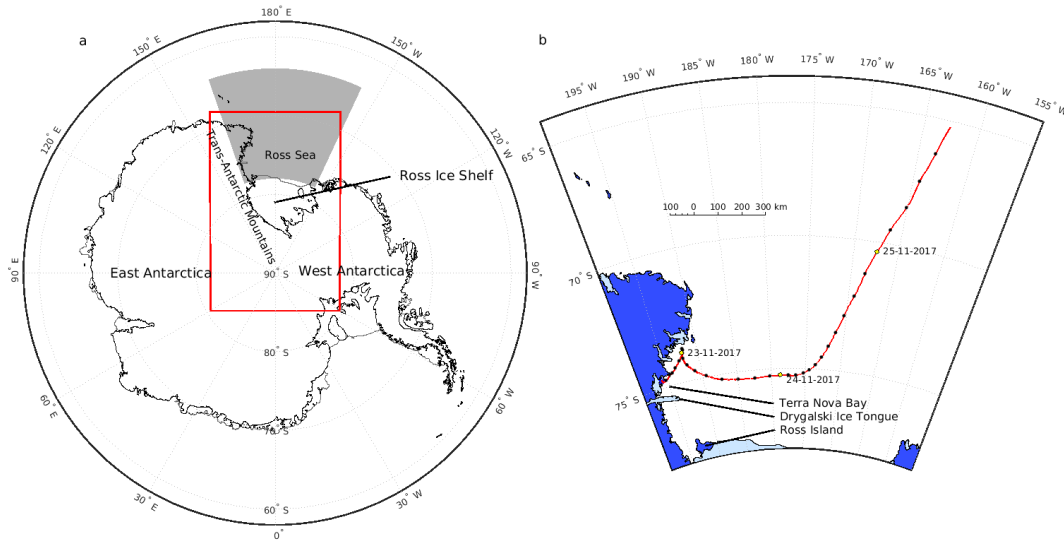 a
180° E
150° E
150° W
120° E
120° W
Trans-Antarctic Mountains
Ross Sea
Ross Ice Shelf
East Antarctica
West Antarctica
90° E
90° S
90° W
80° S
60° E
60° W
70° S
30° E
60° S
30° W
0°
b
195° W
190° W
185° W
180° W
175° W
170° W
165° W
160° W
155° W
65° S
100 0 100 200 300 km
25-11-2017
70° S
23-11-2017
24-11-2017
75° S
Terra Nova Bay
Drygalski Ice Tongue
Ross Island